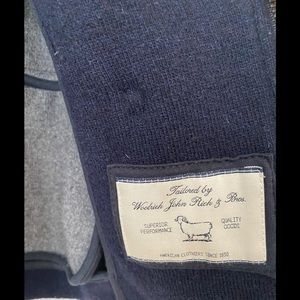 Tailored by
Woolrich John Rich & Bros.
SUPERIOR PERFORMANCE
QUALITY GOODS
AMERICAN CLOTHIERS SINCE 1830